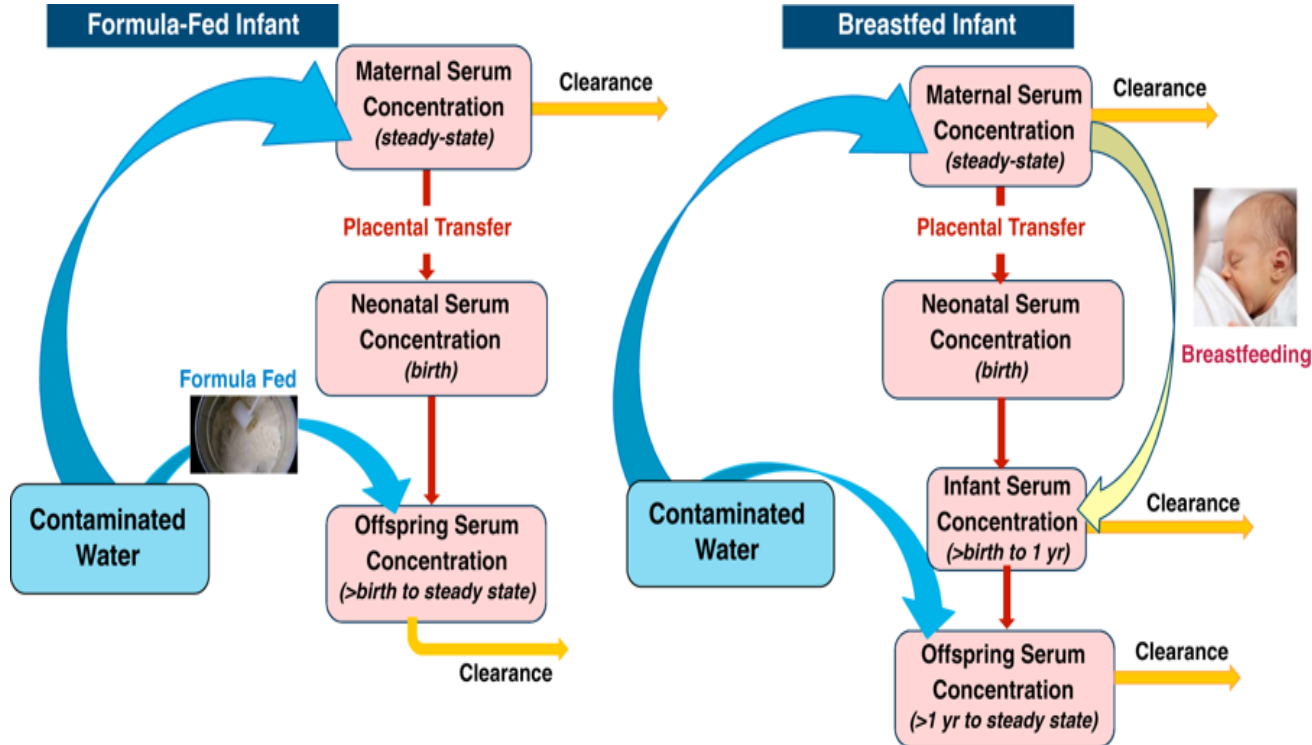 Formula-Fed Infant
Maternal Serum
Concentration
(steady-state)
Clearance
Placental Transfer
Neonatal Serum
Concentration
(birth)
Formula Fed
Contaminated
Water
Offspring Serum
Concentration
(>birth to steady state)
Clearance
Breastfed Infant
Maternal Serum
Concentration
(steady-state)
Clearance
Placental Transfer
Neonatal Serum
Concentration
(birth)
Breastfeeding
Contaminated
Water
Infant Serum
Concentration
(>birth to 1 yr)
Clearance
Offspring Serum
Concentration
(>1 yr to steady state)
Clearance